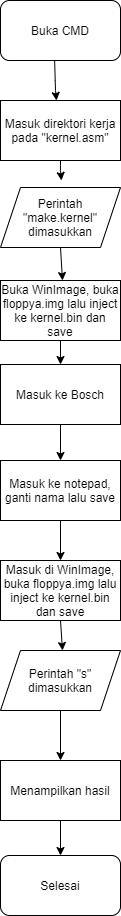 Buka CMD
Masuk direktori kerja
pada "kernel.asm"
Perintah
"make.kernel"
dimasukkan
Buka WinImage, buka
floppya.img lalu inject
ke kernel.bin dan
save
Masuk ke Bosch
Masuk ke notepad,
ganti nama lalu save
Masuk di WinImage,
buka floppya.img lalu
inject ke kernel.bin
dan save
Perintah "s"
dimasukkan
Menampilkan hasil
Selesai